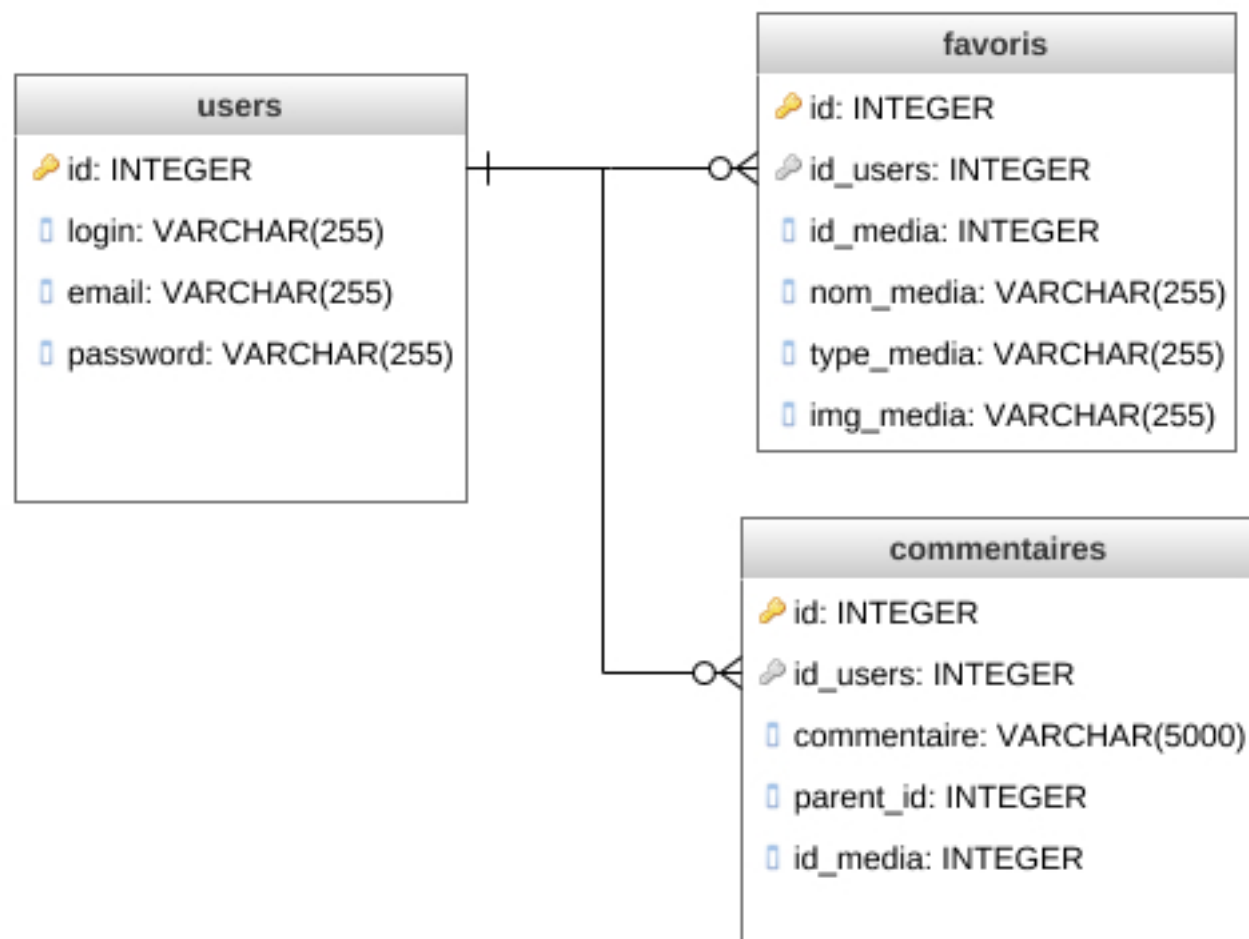 users
id: INTEGER
login: VARCHAR(255)
email: VARCHAR(255)
password: VARCHAR(255)
favoris
id: INTEGER
id_users: INTEGER
id_media: INTEGER
nom_media: VARCHAR(255)
type_media: VARCHAR(255)
img_media: VARCHAR(255)
commentaires
id: INTEGER
id_users: INTEGER
commentaire: VARCHAR(5000)
parent_id: INTEGER
id_media: INTEGER